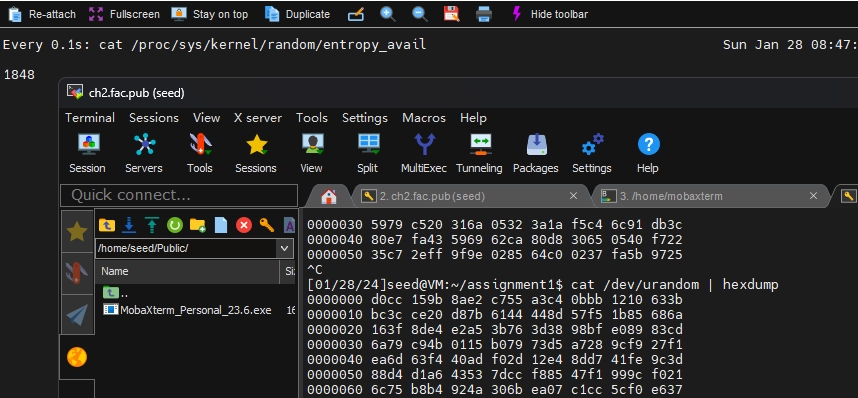 Re-attach Fullscreen Stay on top Duplicate Hide toolbar
Every 0.1s: cat /proc/sys/kernel/random/entropy_avail Sun Jan 28 08:47:
1848
ch2.fac.pub (seed)
Terminal Sessions View X server Tools Settings Macros Help
Session Servers Tools Sessions View Split MultiExec Tunneling Packages Settings Help
Quick connect...
2. ch2.fac.pub (seed) 3. /home/mobaxterm
/home/seed/Public/
Name Siz
..
MobaXterm_Personal_23.6.exe 16
0000030 5979 c520 316a 0532 3a1a f5c4 6c91 db3c
0000040 80e7 fa43 5969 62ca 80d8 3065 0540 f722
0000050 35c7 2eff 9f9e 0285 64c0 0237 fa5b 9725
^C
[01/28/24]seed@VM:~/assignment1$ cat /dev/urandom | hexdump
0000000 d0cc 159b 8ae2 c755 a3c4 0bbb 1210 633b
0000010 bc3c ce20 d87b 6144 448d 57f5 1b85 686a
0000020 163f 8de4 e2a5 3b76 3d38 98bf e089 83cd
0000030 6a79 c94b 0115 b079 73d5 a728 9cf9 27f1
0000040 ea6d 63f4 40ad f02d 12e4 8dd7 41fe 9c3d
0000050 88d4 d1a6 4353 7dcc f885 47f1 999c f021
0000060 6c75 b8b4 924a 306b ea07 c1cc 5cf0 e637